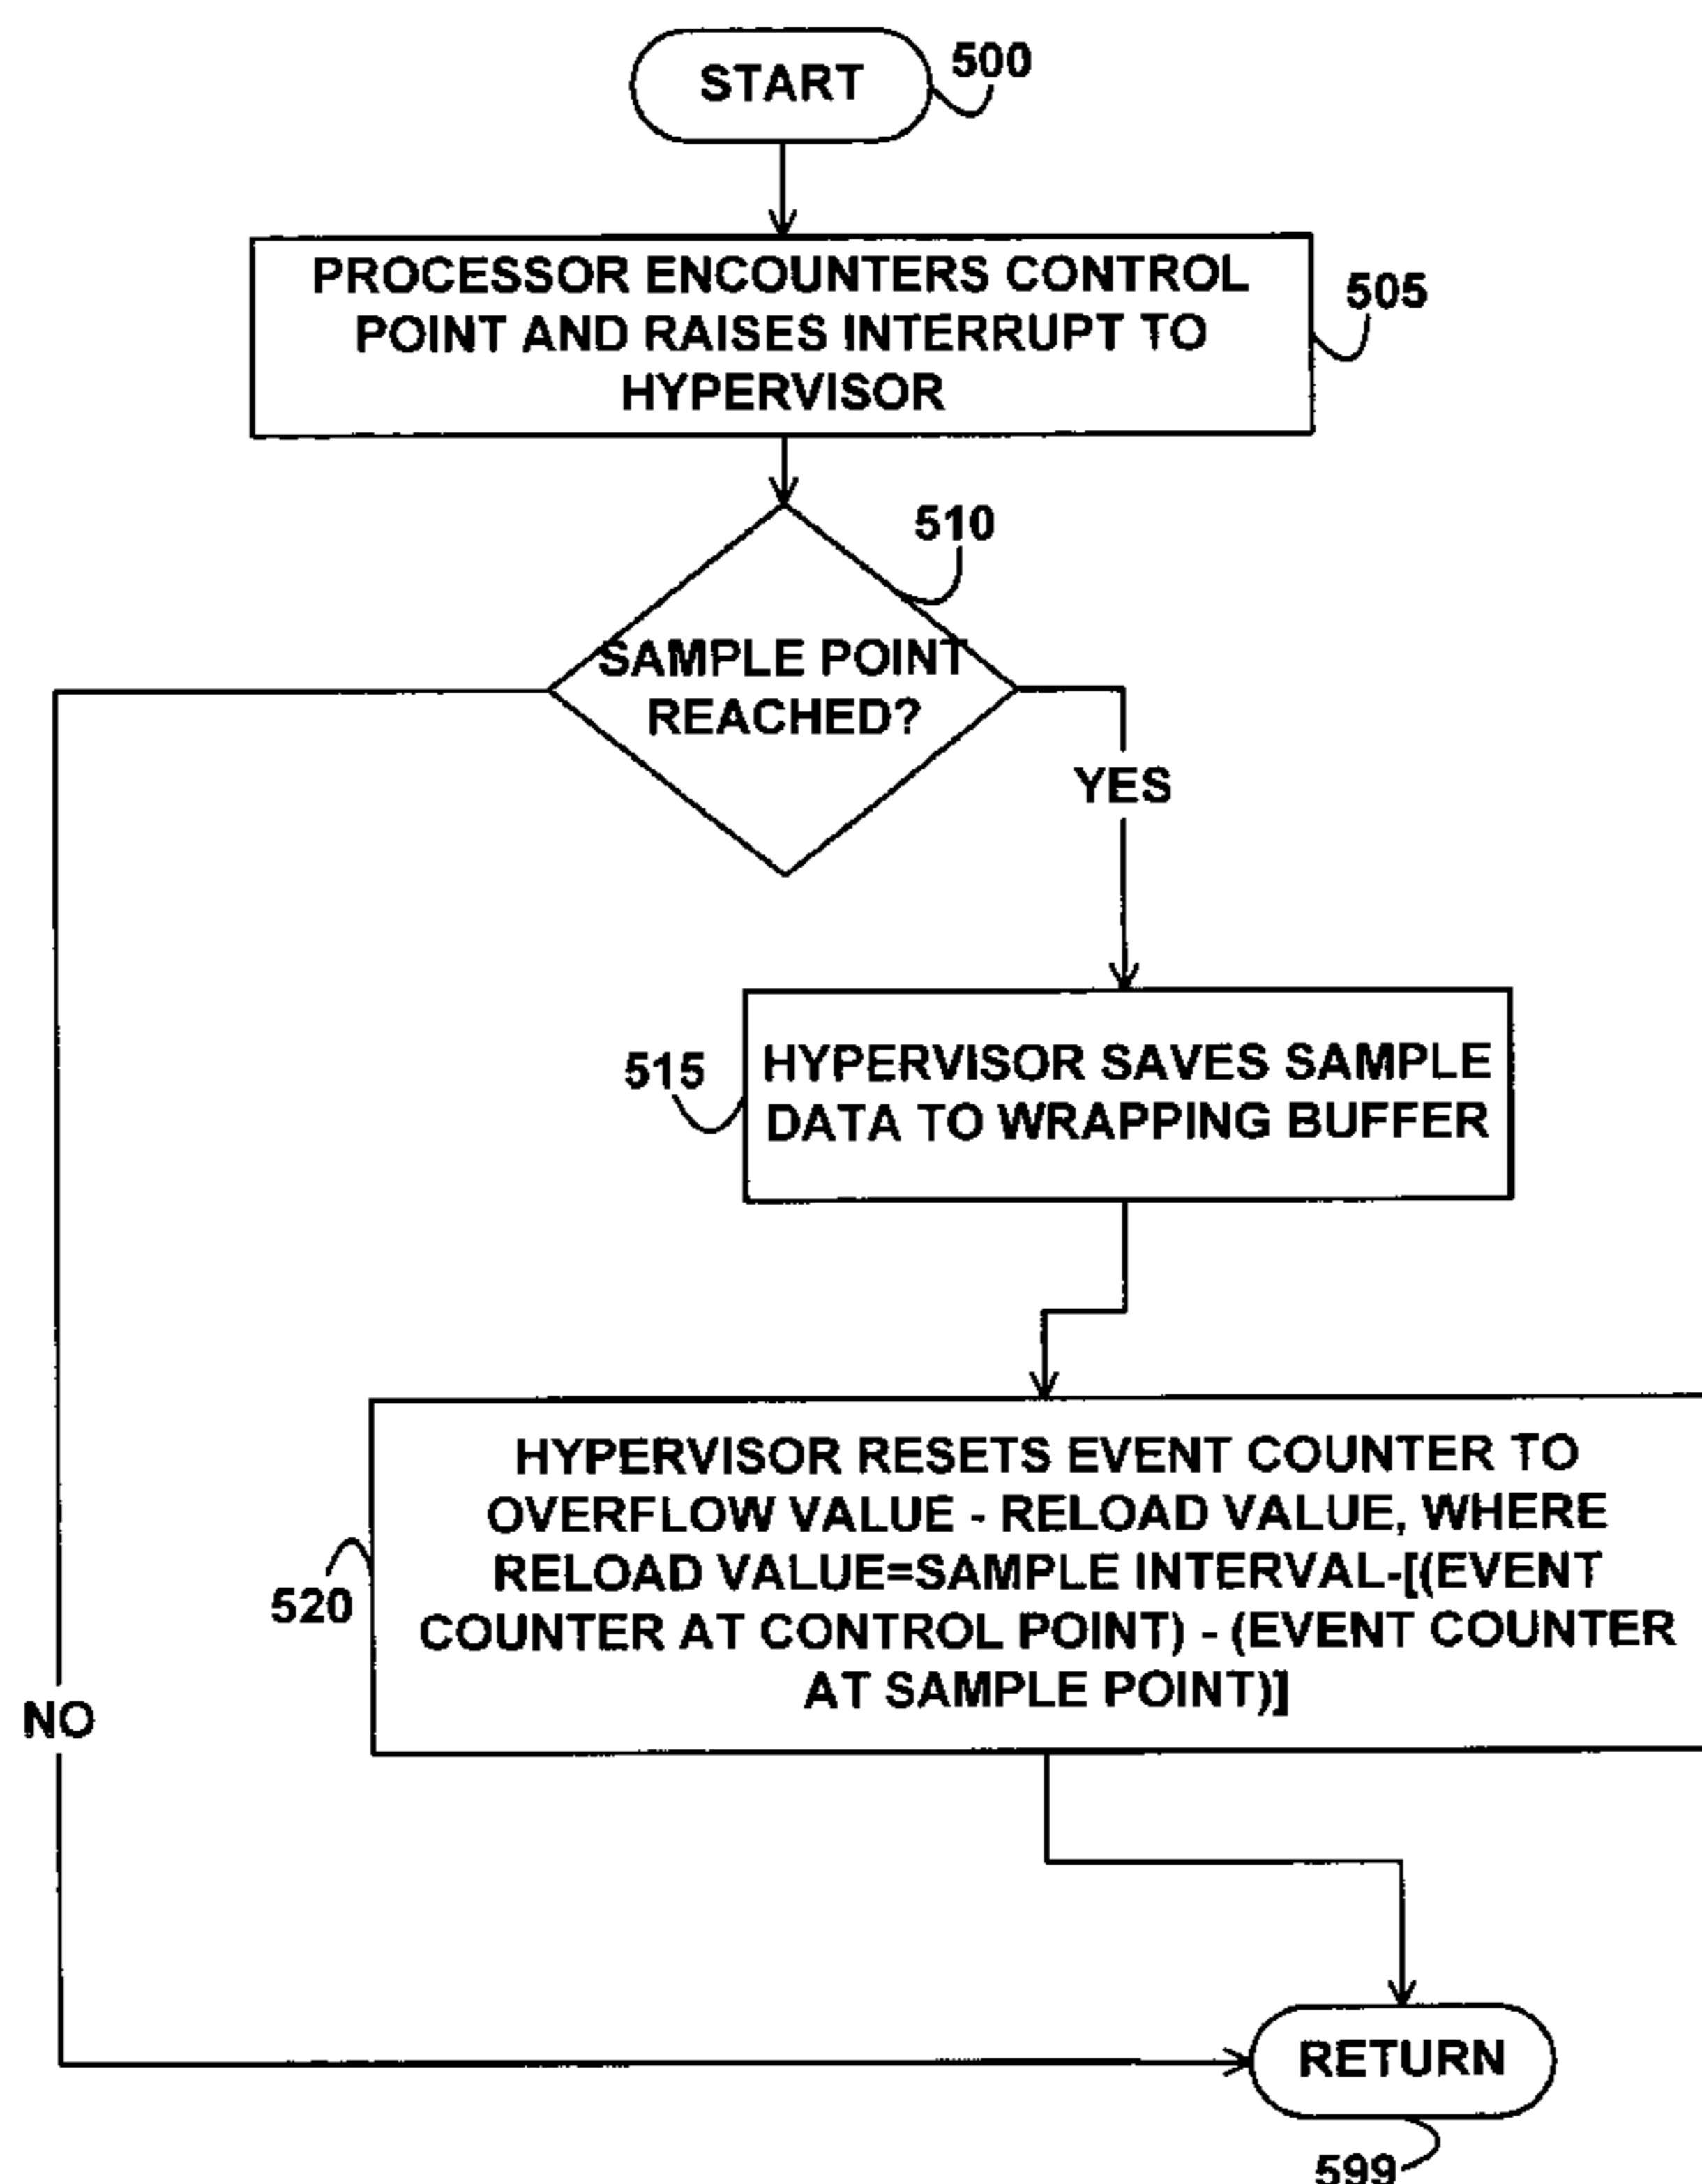 START
500
PROCESSOR ENCOUNTERS CONTROL
POINT AND RAISES INTERRUPT TO
HYPERVISOR
505
510
SAMPLE POINT
REACHED?
YES
515
HYPERVISOR SAVES SAMPLE
DATA TO WRAPPING BUFFER
HYPERVISOR RESETS EVENT COUNTER TO
OVERFLOW VALUE - RELOAD VALUE, WHERE
RELOAD VALUE=SAMPLE INTERVAL-[(EVENT
COUNTER AT CONTROL POINT) - (EVENT COUNTER
AT SAMPLE POINT)]
520
NO
RETURN
599